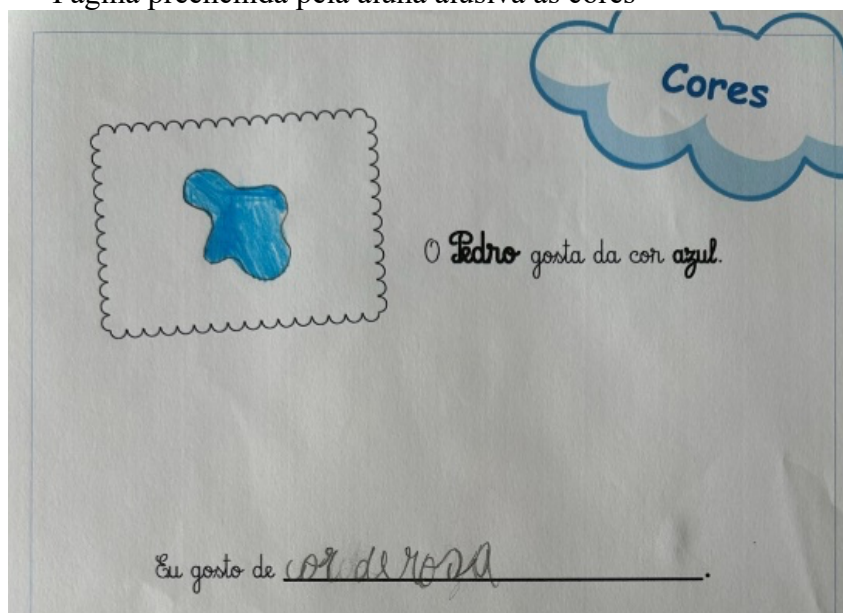 Página preenchida pela aluna alusiva às cores
Cores
O Pedro gosta da cor azul.
Eu gosto de cor de rosa.